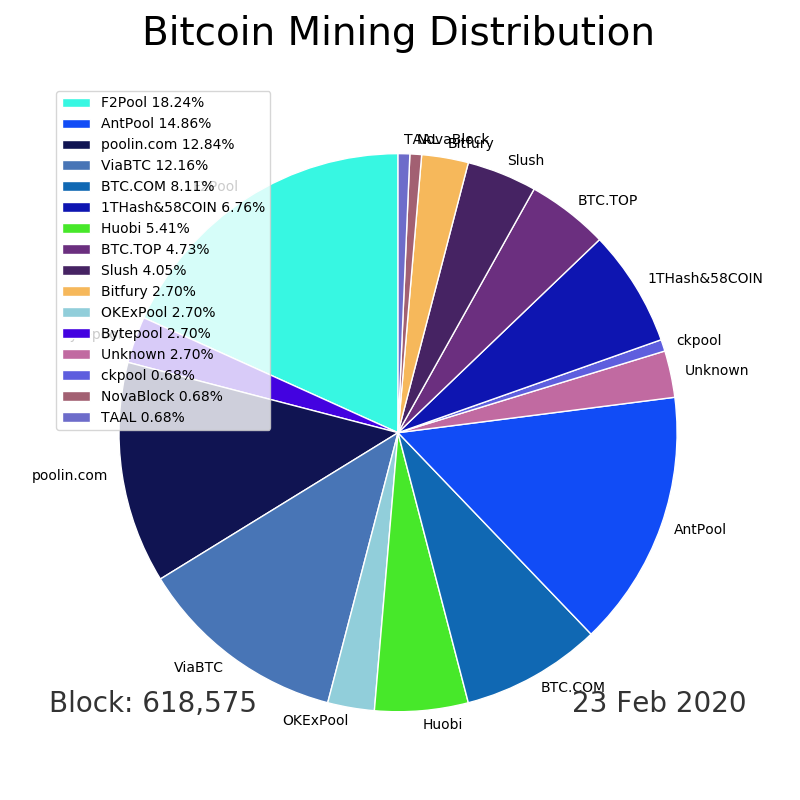 Bitcoin Mining Distribution
F2Pool 18.24%
AntPool 14.86%
poolin.com 12.84%
ViaBTC 12.16%
BTC.COM 8.11%
1THash&58COIN 6.76%
Huobi 5.41%
BTC.TOP 4.73%
Slush 4.05%
Bitfury 2.70%
OKExPool 2.70%
Bytepool 2.70%
Unknown 2.70%
ckpool 0.68%
NovaBlock 0.68%
TAAL 0.68%
TAAL
NovaBlock
Bitfury
Slush
BTC.TOP
1THash&58COIN
ckpool
Unknown
AntPool
BTC.COM
Huobi
OKExPool
ViaBTC
poolin.com
Block: 618,575
23 Feb 2020